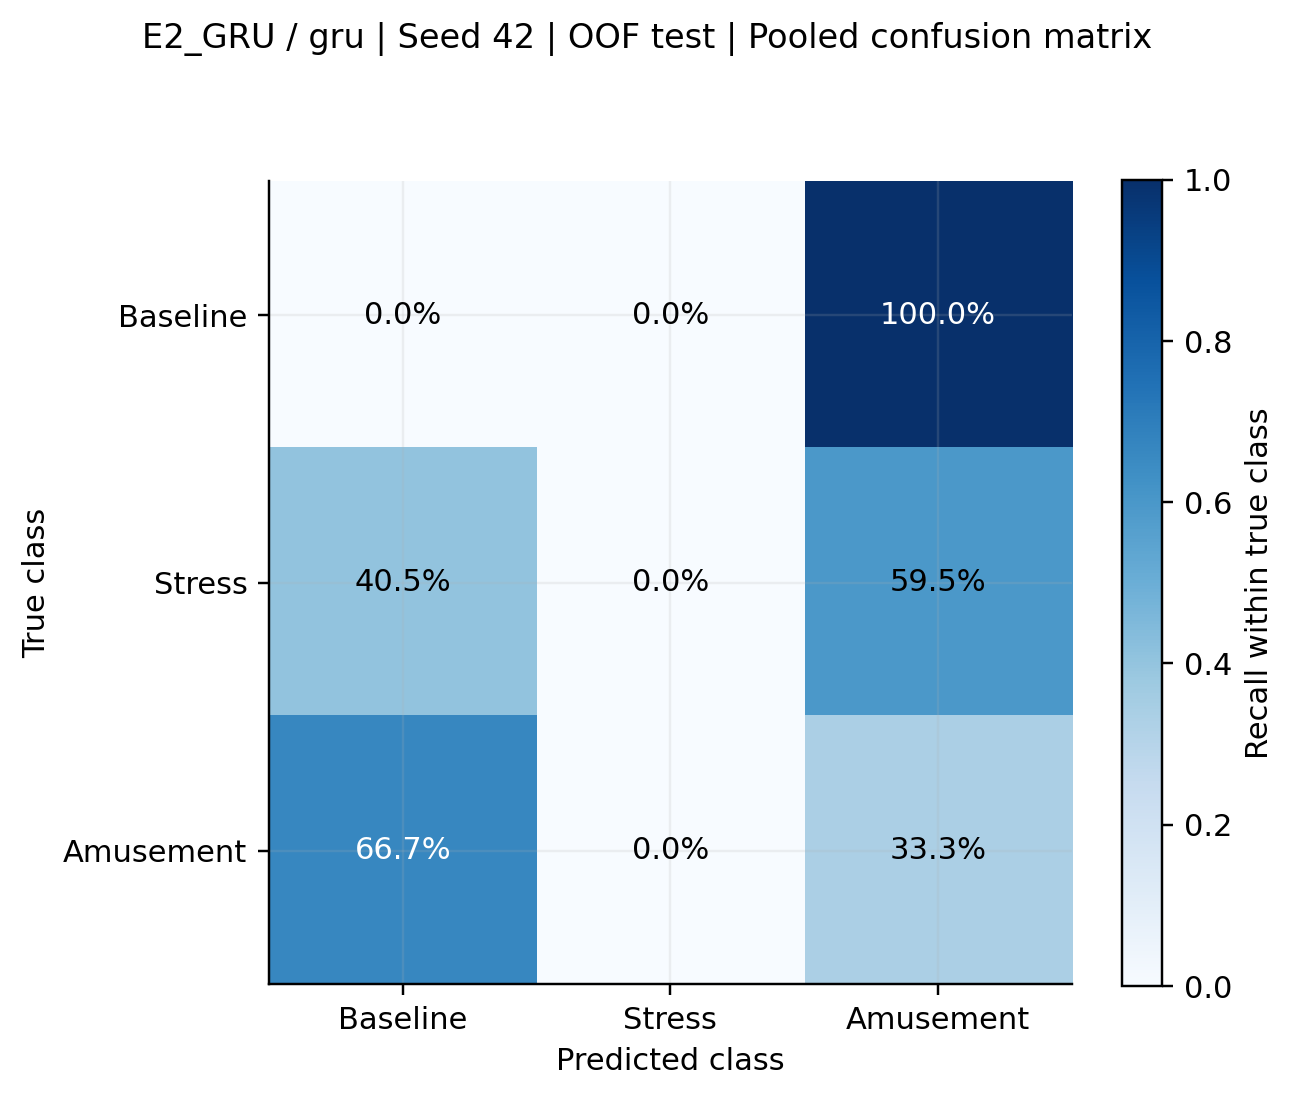 E2_GRU / gru | Seed 42 | OOF test | Pooled confusion matrix
True class
Baseline
0.0%
0.0%
100.0%
Stress
40.5%
0.0%
59.5%
Amusement
66.7%
0.0%
33.3%
Baseline
Stress
Amusement
Predicted class
1.0
0.8
0.6
0.4
0.2
0.0
Recall within true class